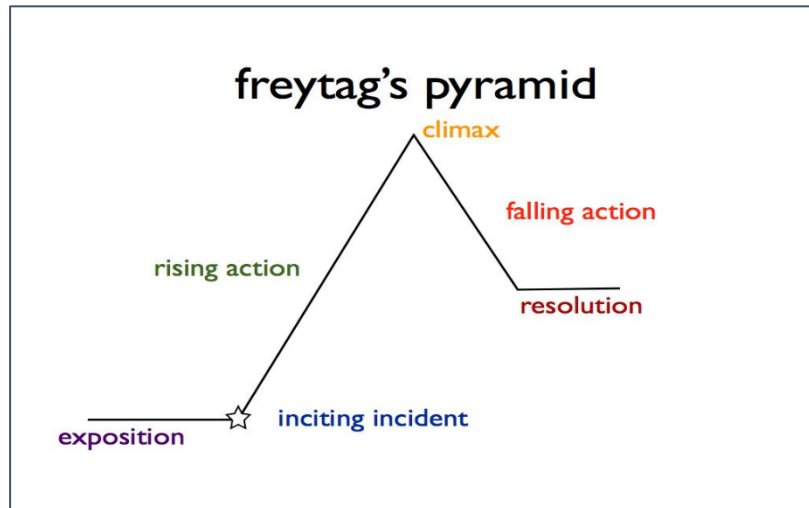 freytag's pyramid
climax
falling action
rising action
resolution
inciting incident
exposition